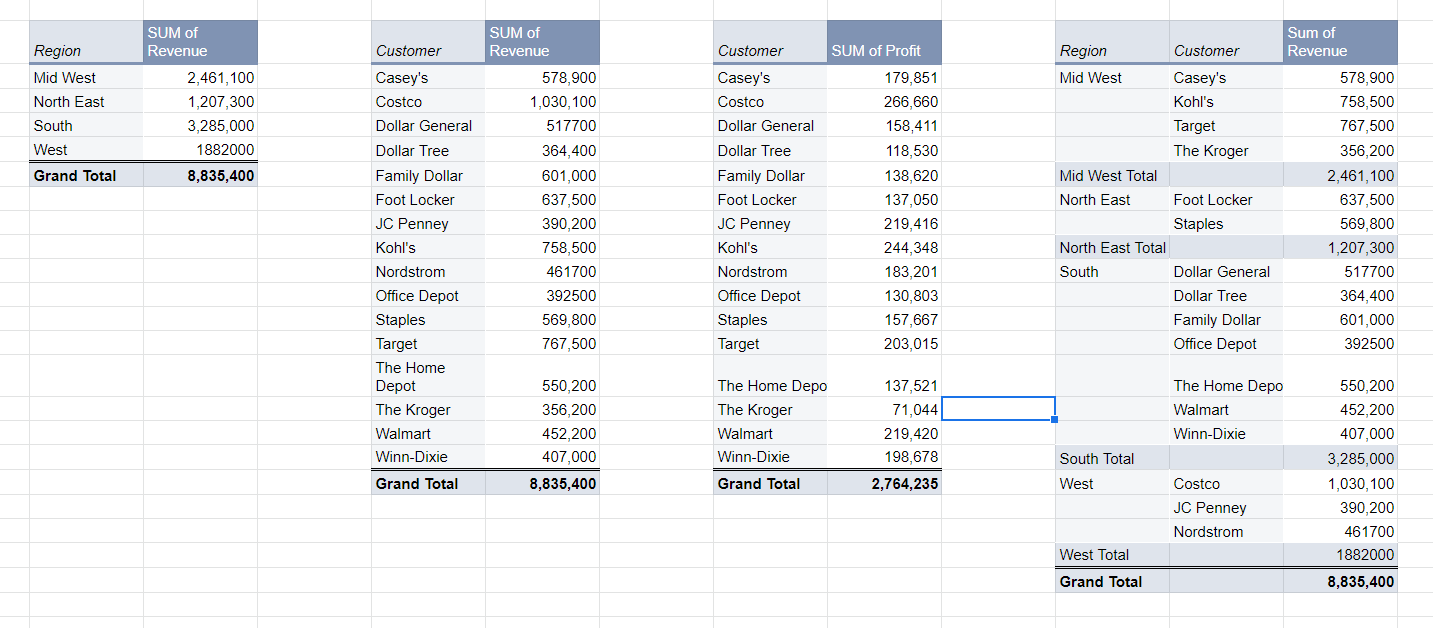 Region SUM of Revenue
Mid West 2,461,100
North East 1,207,300
South 3,285,000
West 1882000
Grand Total 8,835,400
Customer SUM of Revenue
Casey's 578,900
Costco 1,030,100
Dollar General 517700
Dollar Tree 364,400
Family Dollar 601,000
Foot Locker 637,500
JC Penney 390,200
Kohl's 758,500
Nordstrom 461700
Office Depot 392500
Staples 569,800
Target 767,500
The Home
Depot 550,200
The Kroger 356,200
Walmart 452,200
Winn-Dixie 407,000
Grand Total 8,835,400
Customer SUM of Profit
Casey's 179,851
Costco 266,660
Dollar General 158,411
Dollar Tree 118,530
Family Dollar 138,620
Foot Locker 137,050
JC Penney 219,416
Kohl's 244,348
Nordstrom 183,201
Office Depot 130,803
Staples 157,667
Target 203,015
The Home Depo 137,521
The Kroger 71,044
Walmart 219,420
Winn-Dixie 198,678
Grand Total 2,764,235
Region Customer Sum of Revenue
Mid West Casey's 578,900
Kohl's 758,500
Target 767,500
The Kroger 356,200
Mid West Total 2,461,100
North East Foot Locker 637,500
Staples 569,800
North East Total 1,207,300
South Dollar General 517700
Dollar Tree 364,400
Family Dollar 601,000
Office Depot 392500
The Home Depo 550,200
Walmart 452,200
Winn-Dixie 407,000
South Total 3,285,000
West Costco 1,030,100
JC Penney 390,200
Nordstrom 461700
West Total 1882000
Grand Total 8,835,400